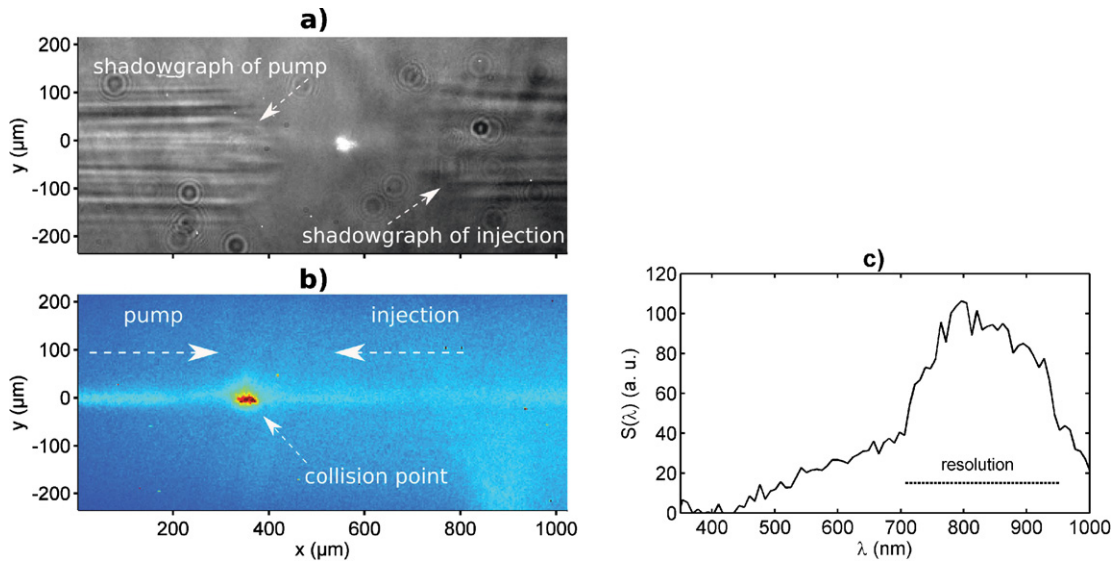 a)
200
100
0
-100
-200
y (µm)
shadowgraph of pump
shadowgraph of injection
b)
200
100
0
-100
-200
y (µm)
pump
injection
collision point
200
400
600
800
1000
x (µm)
c)
120
100
80
60
40
20
0
S(λ) (a. u.)
resolution
400
500
600
700
800
900
1000
λ (nm)